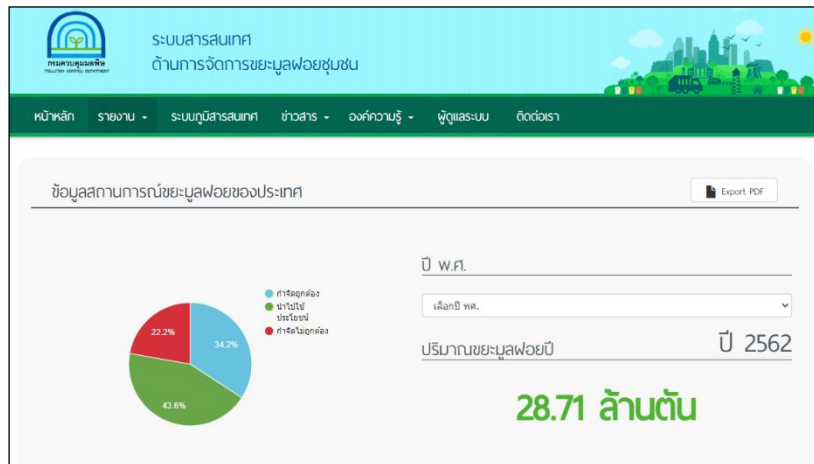 กรมควบคุมมลพิษ
POLLUTION CONTROL DEPARTMENT
ระบบสารสนเทศ
ด้านการจัดการขยะมูลฝอยชุมชน
หน้าหลัก รายงาน ระบบภูมิสารสนเทศ ข่าวสาร องค์ความรู้ ผู้ดูแลระบบ ติดต่อเรา
ข้อมูลสถานการณ์ขยะมูลฝอยของประเทศ
Export PDF
กำจัดถูกต้อง
นำไปใช้
ประโยชน์
กำจัดไม่ถูกต้อง
22.2%
34.2%
43.6%
ปี พ.ศ.
เลือกปี พศ.
ปริมาณขยะมูลฝอยปี ปี 2562
28.71 ล้านตัน